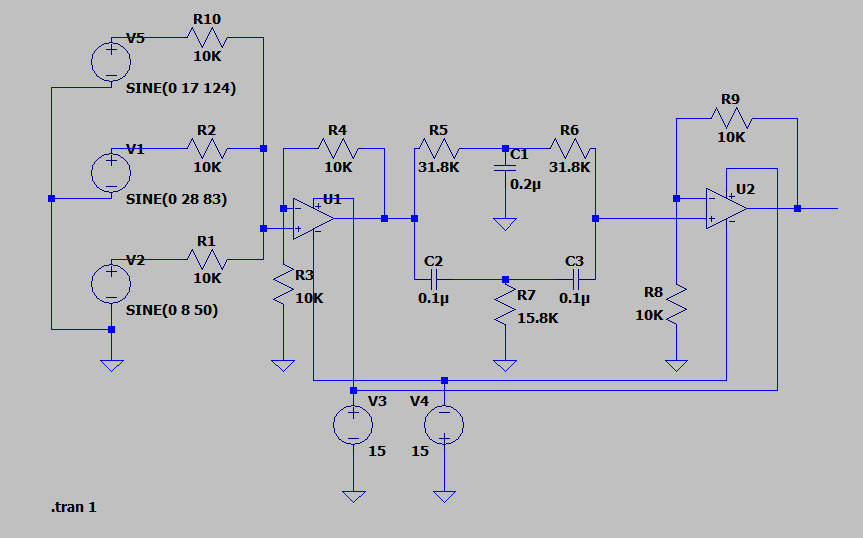 R10
V5
10K
SINE(0 17 124)
R2
V1
10K
SINE(0 28 83)
R1
V2
10K
SINE(0 8 50)
R4
10K
U1
R3
10K
R5
31.8K
C1
0.2µ
R6
31.8K
C2
0.1µ
C3
0.1µ
R7
15.8K
R9
10K
U2
R8
10K
V3
15
V4
15
.tran 1